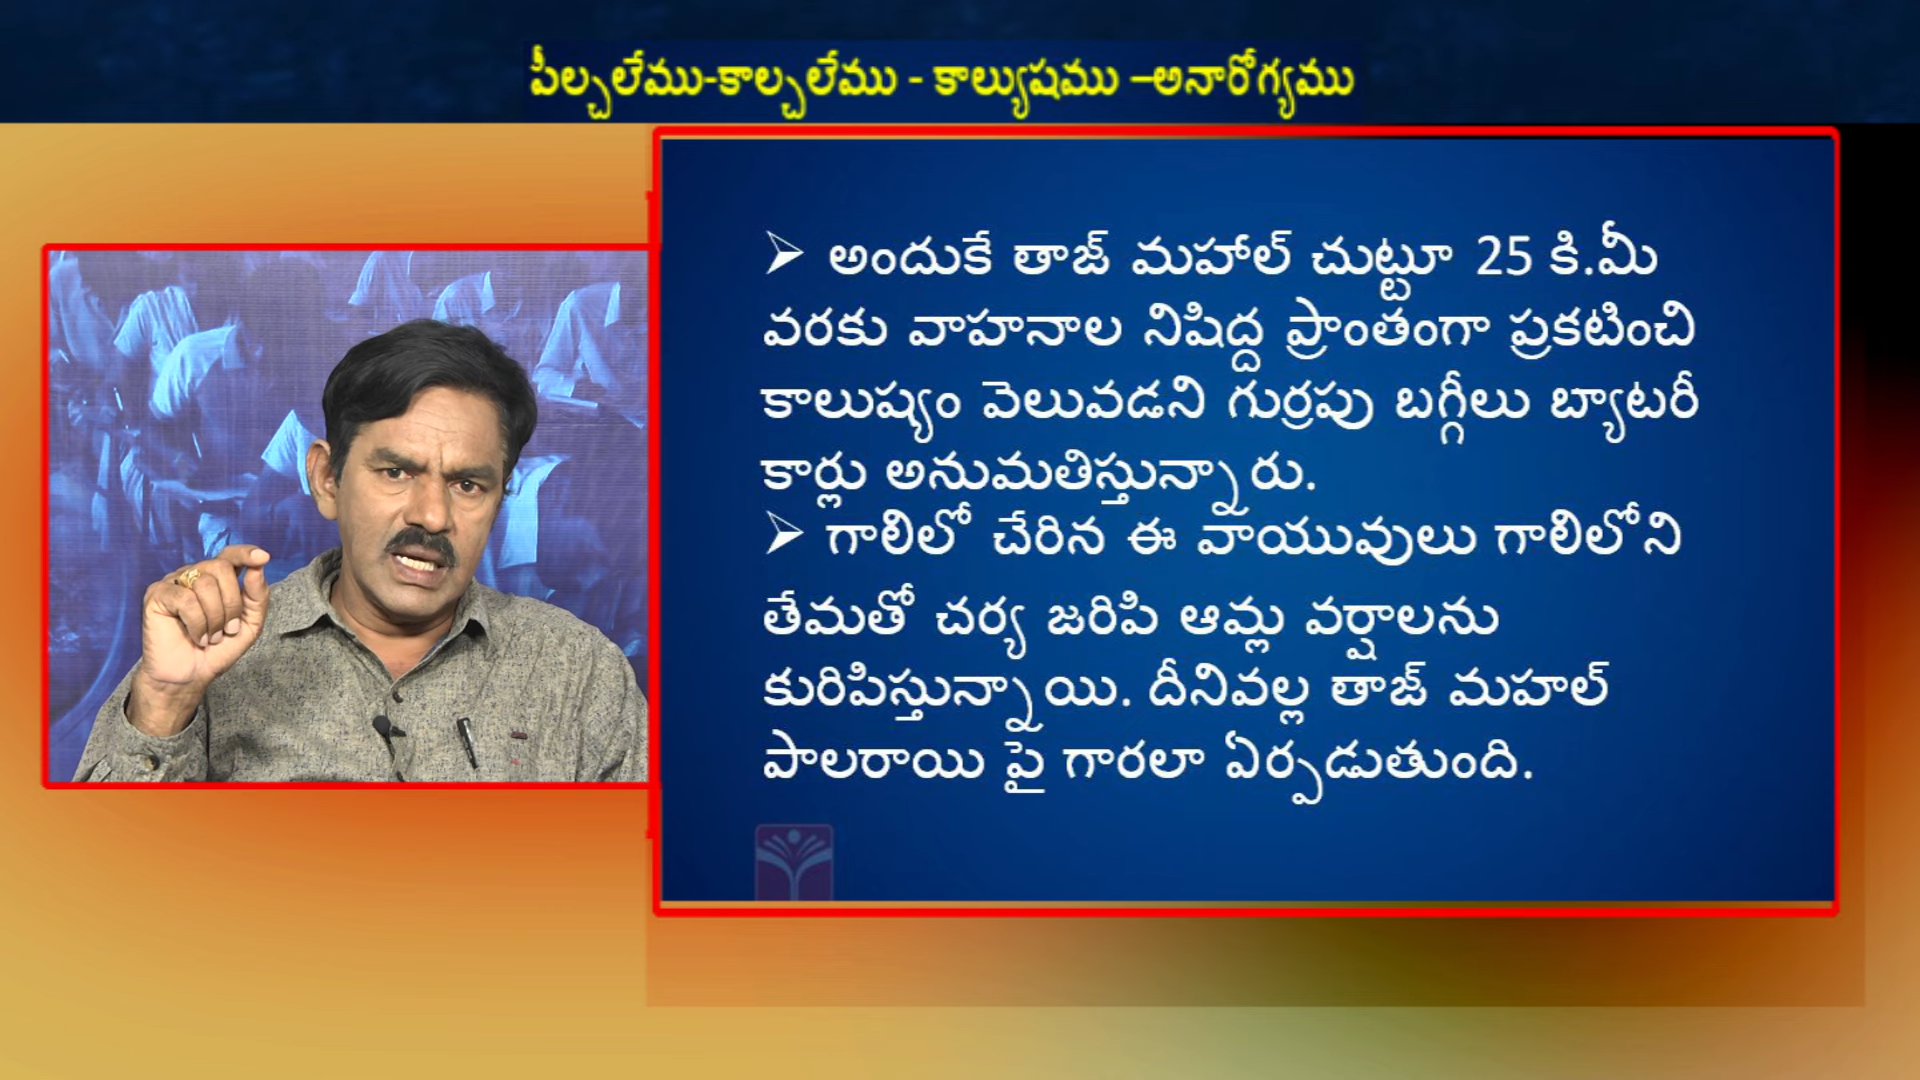 పీల్చలేము-కాల్చలేము - కాల్యుషము –అనారోగ్యము
➢ అందుకే తాజ్ మహాల్ చుట్టూ 25 కి.మీ
వరకు వాహనాల నిషిద్ద ప్రాంతంగా ప్రకటించి
కాలుష్యం వెలువడని గుర్రపు బగ్గీలు బ్యాటరీ
కార్లు అనుమతిస్తున్నారు.
➢ గాలిలో చేరిన ఈ వాయువులు గాలిలోని
తేమతో చర్య జరిపి ఆమ్ల వర్షాలను
కురిపిస్తున్నాయి. దీనివల్ల తాజ్ మహల్
పాలరాయి పై గారలా ఏర్పడుతుంది.